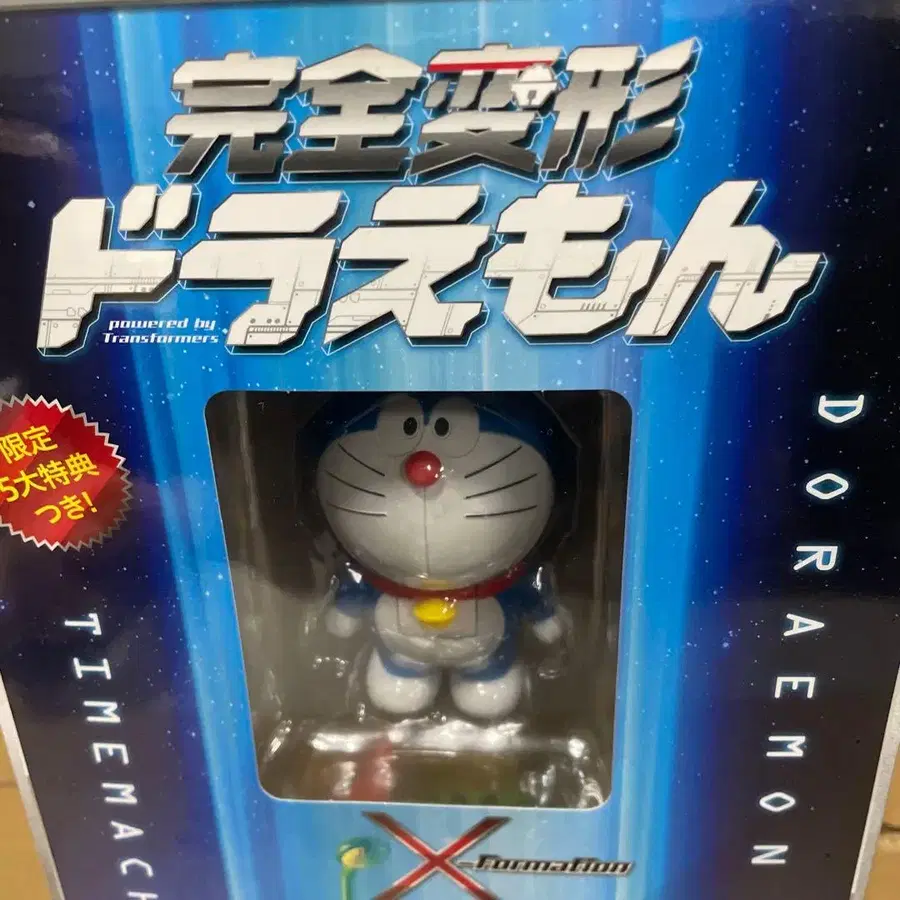 完全変形
ドラえもん
powered by
Transformers
限定
5大特典
つき!
DORAEMON
TIMEMACH
X-formation